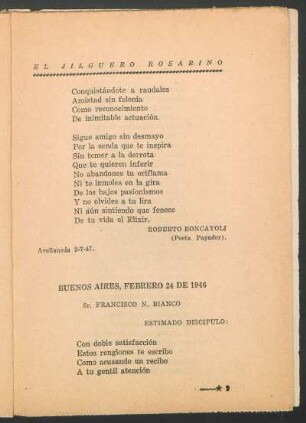 EL JILGUERO ROSARINO
Conquistándote a raudales
Amistad sin felonía
Como reconocimiento
De inimitable actuación.
Sigue amigo sin desmayo
Por la senda que te inspira
Sin temer a la derrota
Que te quieren inferir
No abandones tu oriflama
Ni te inmoles en la gira
De las bajas pasionismos
Y no olvides a tu lira
Ni aún sintiendo que fenece
De tu vida el Elixir.
ROBERTO RONCAYOLI
(Poeta Payador).
Avellaneda 2-7-47.
BUENOS AIRES, FEBRERO 24 DE 1946
Sr. FRANCISCO N. BIANCO
ESTIMADO DISCIPULO:
Con doble satisfacción
Estos renglones te escribo
Como acusando un recibo
A tu gentil atención
9